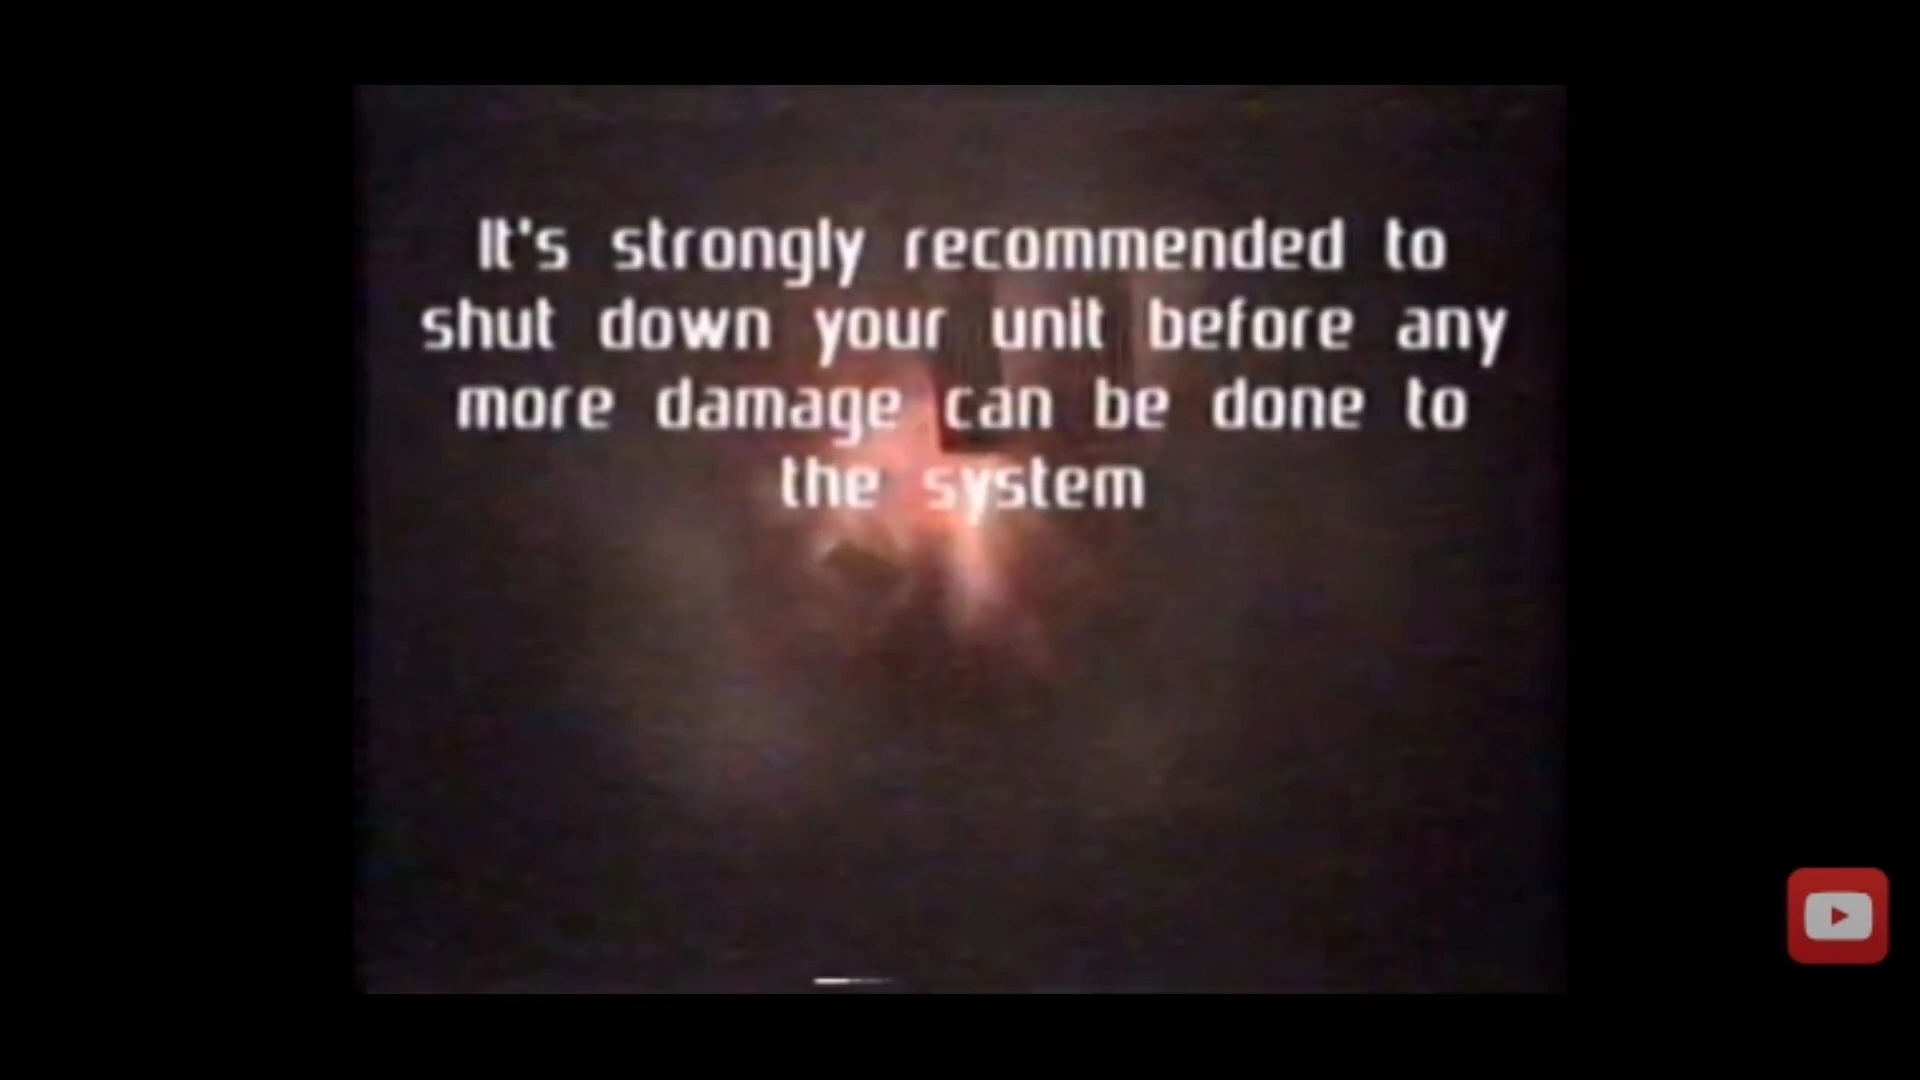 It's strongly recommended to
shut down your unit before any
more damage can be done to
the system